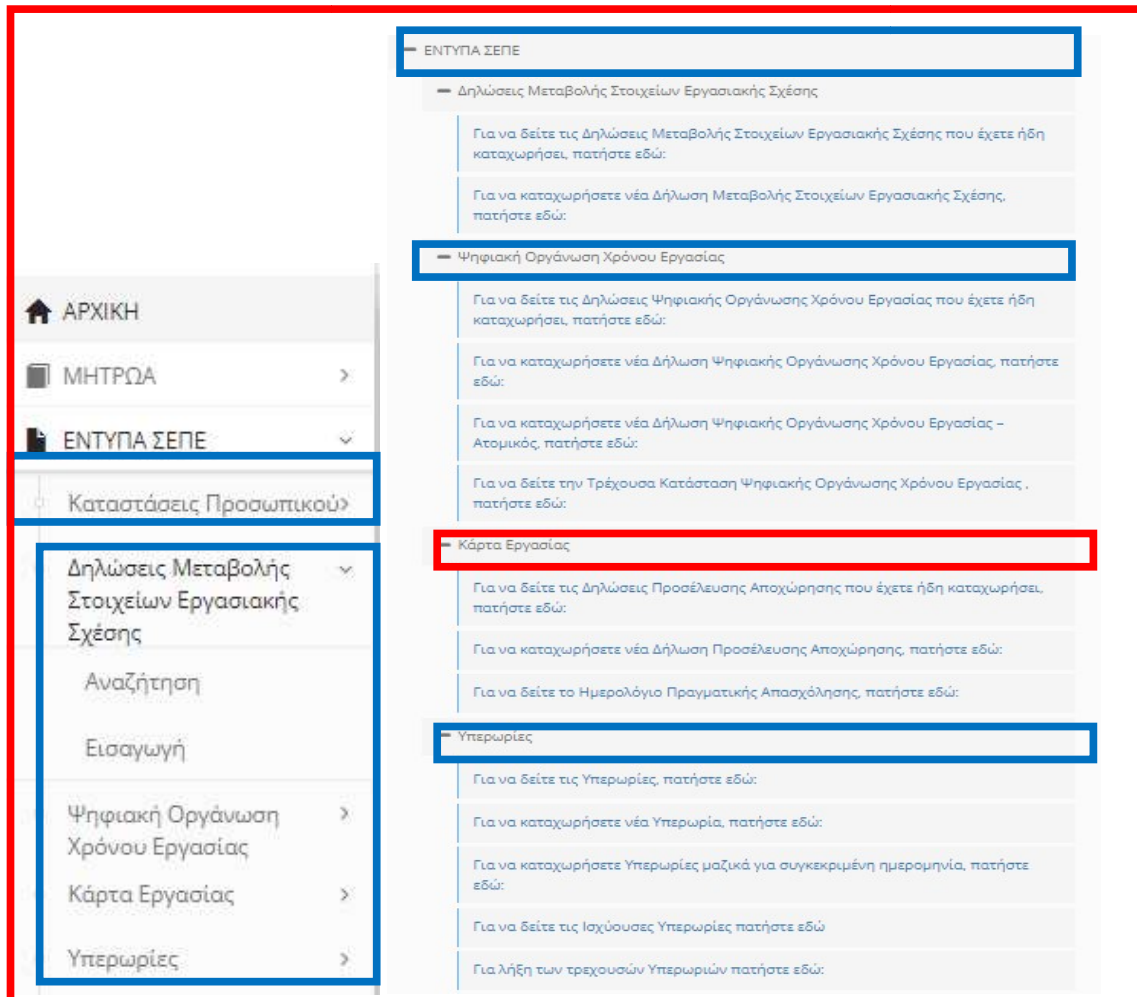 ΑΡΧΙΚΗ
ΜΗΤΡΩΑ
ΕΝΤΥΠΑ ΣΕΠΕ
Καταστάσεις Προσωπικού
Δηλώσεις Μεταβολής
Στοιχείων Εργασιακής
Σχέσης
Αναζήτηση
Εισαγωγή
Ψηφιακή Οργάνωση
Χρόνου Εργασίας
Κάρτα Εργασίας
Υπερωρίες
ΕΝΤΥΠΑ ΣΕΠΕ
Δηλώσεις Μεταβολής Στοιχείων Εργασιακής Σχέσης
Για να δείτε τις Δηλώσεις Μεταβολής Στοιχείων Εργασιακής Σχέσης που έχετε ήδη
καταχωρήσει, πατήστε εδώ:
Για να καταχωρήσετε νέα Δήλωση Μεταβολής Στοιχείων Εργασιακής Σχέσης,
πατήστε εδώ:
Ψηφιακή Οργάνωση Χρόνου Εργασίας
Για να δείτε τις Δηλώσεις Ψηφιακής Οργάνωσης Χρόνου Εργασίας που έχετε ήδη
καταχωρήσει, πατήστε εδώ:
Για να καταχωρήσετε νέα Δήλωση Ψηφιακής Οργάνωσης Χρόνου Εργασίας, πατήστε
εδώ:
Για να καταχωρήσετε νέα Δήλωση Ψηφιακής Οργάνωσης Χρόνου Εργασίας –
Ατομικός, πατήστε εδώ:
Για να δείτε την Τρέχουσα Κατάσταση Ψηφιακής Οργάνωσης Χρόνου Εργασίας ,
πατήστε εδώ:
Κάρτα Εργασίας
Για να δείτε τις Δηλώσεις Προσέλευσης Αποχώρησης που έχετε ήδη καταχωρήσει,
πατήστε εδώ:
Για να καταχωρήσετε νέα Δήλωση Προσέλευσης Αποχώρησης, πατήστε εδώ:
Για να δείτε το Ημερολόγιο Πραγματικής Απασχόλησης, πατήστε εδώ:
Υπερωρίες
Για να δείτε τις Υπερωρίες, πατήστε εδώ:
Για να καταχωρήσετε νέα Υπερωρία, πατήστε εδώ:
Για να καταχωρήσετε Υπερωρίες μαζικά για συγκεκριμένη ημερομηνία, πατήστε
εδώ:
Για να δείτε τις Ισχύουσες Υπερωρίες πατήστε εδώ
Για λήξη των τρεχουσών Υπερωριών πατήστε εδώ: